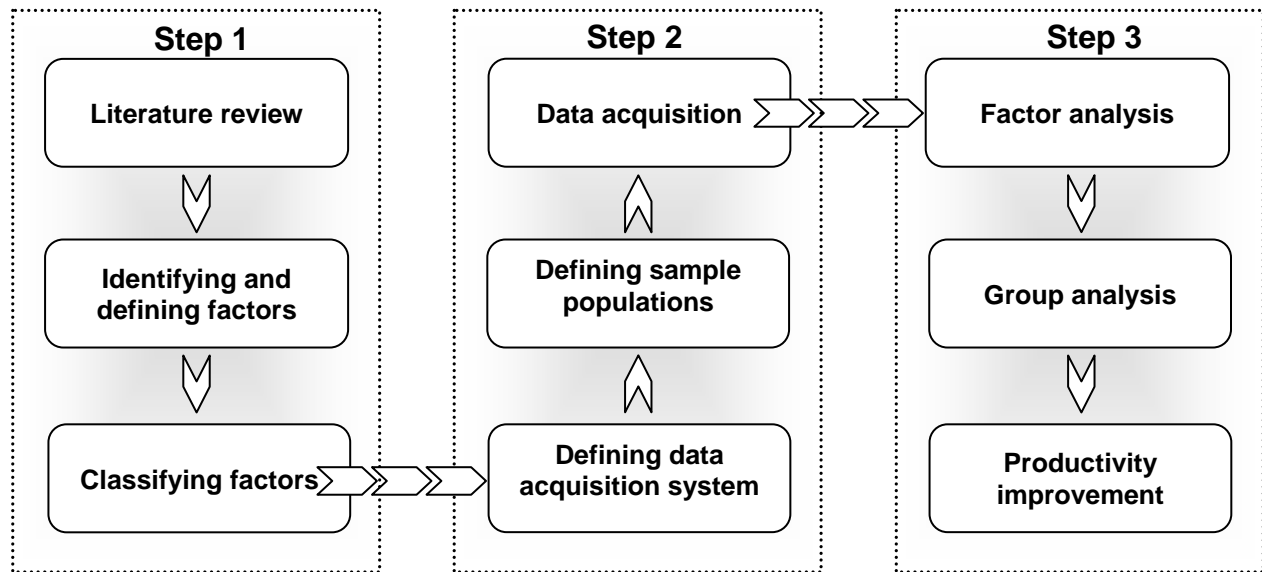 Step 1
Literature review
Identifying and
defining factors
Classifying factors
Step 2
Data acquisition
Defining sample
populations
Defining data
acquisition system
Step 3
Factor analysis
Group analysis
Productivity
improvement